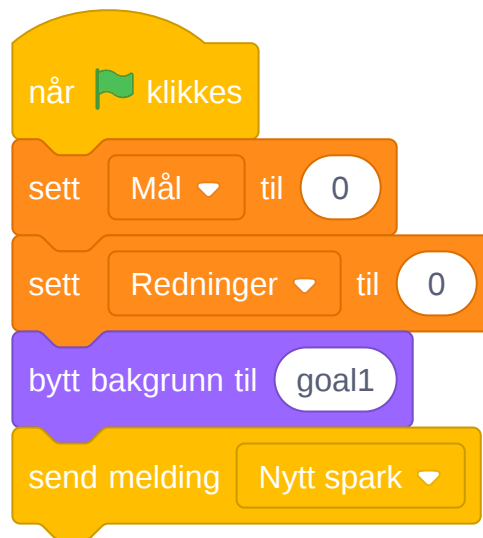 når klikkes
sett Mål til 0
sett Redninger til 0
bytt bakgrunn til goal1
send melding Nytt spark